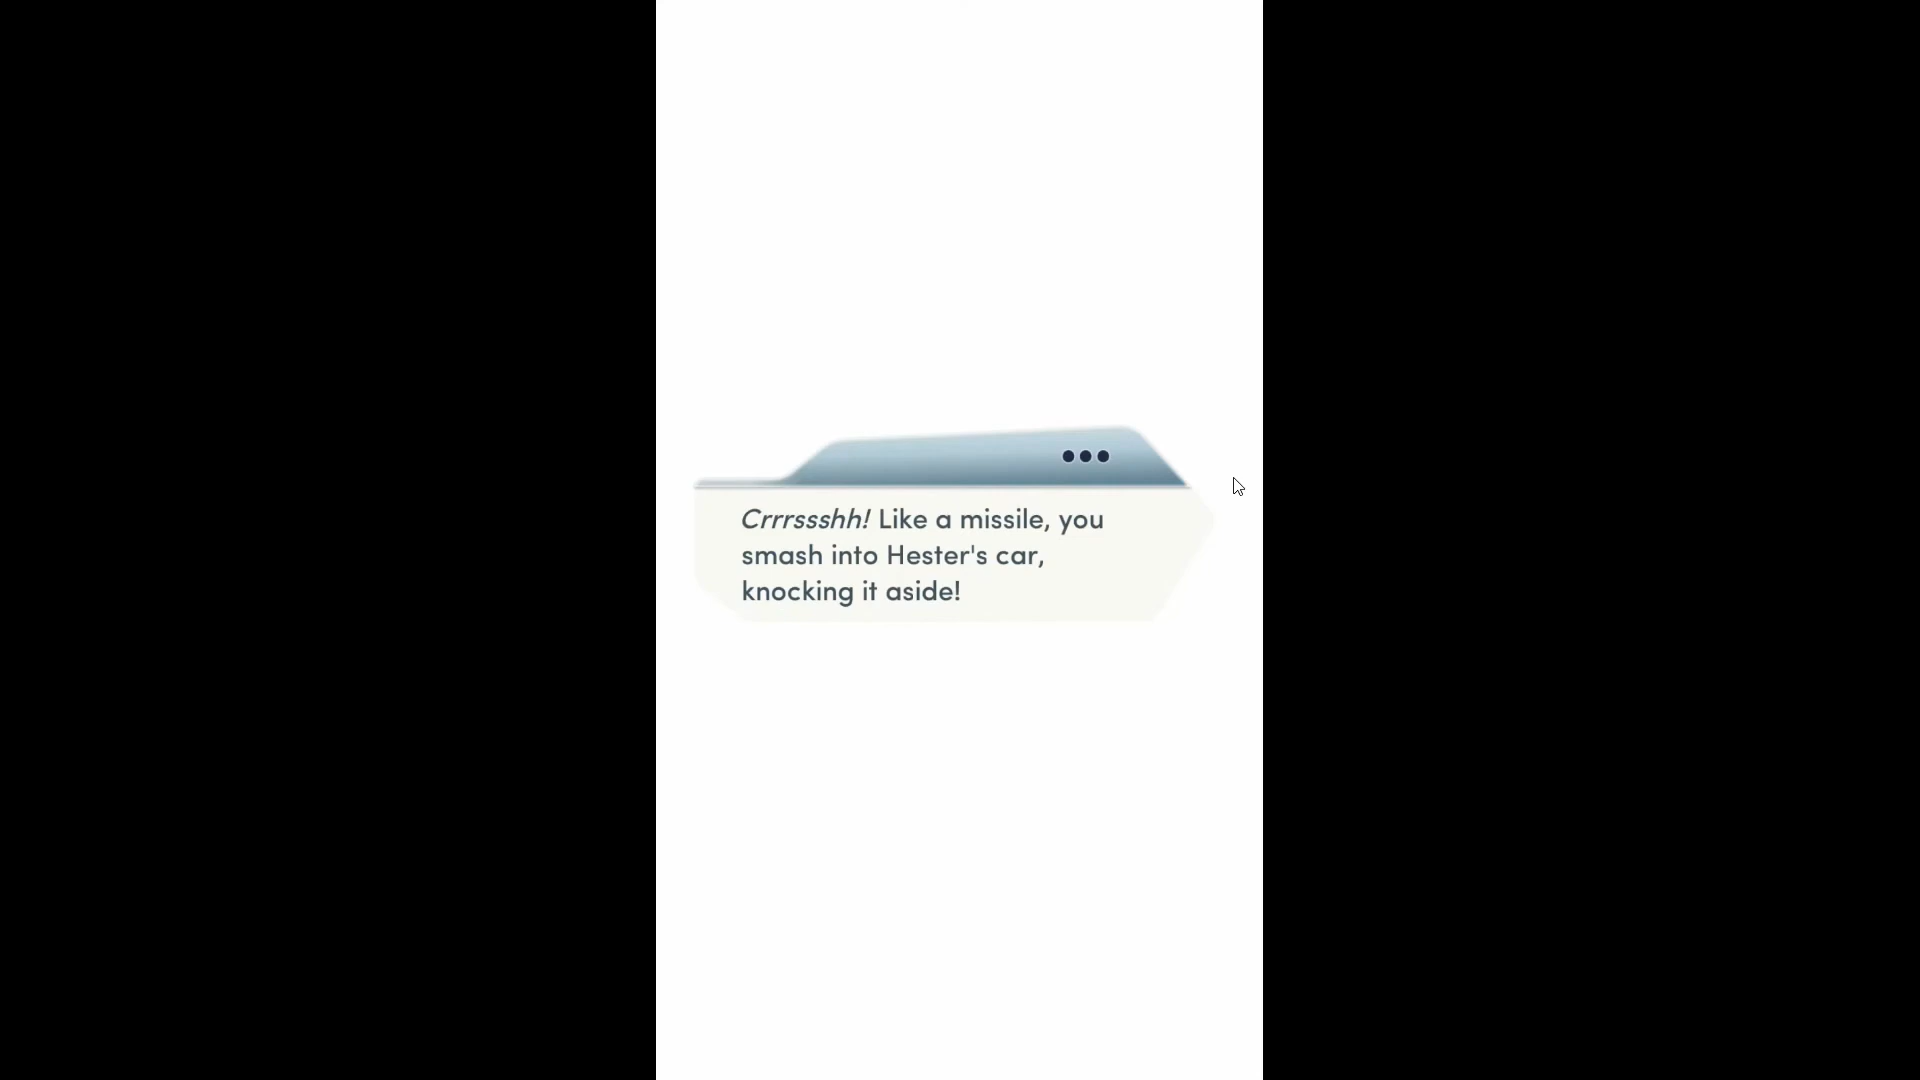 Crrrssshh! Like a missile, you
smash into Hester's car,
knocking it aside!